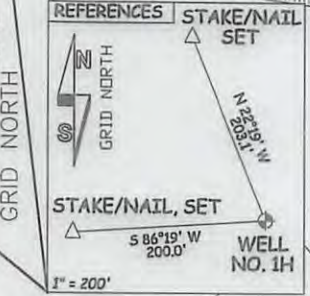 REFERENCES
STAKE/NAIL
SET
N
S
GRID NORTH
GRID NORTH
N 22°19' W
203.1'
STAKE/NAIL, SET
S 86°19' W
200.0'
WELL
NO. 1H
1" = 200'